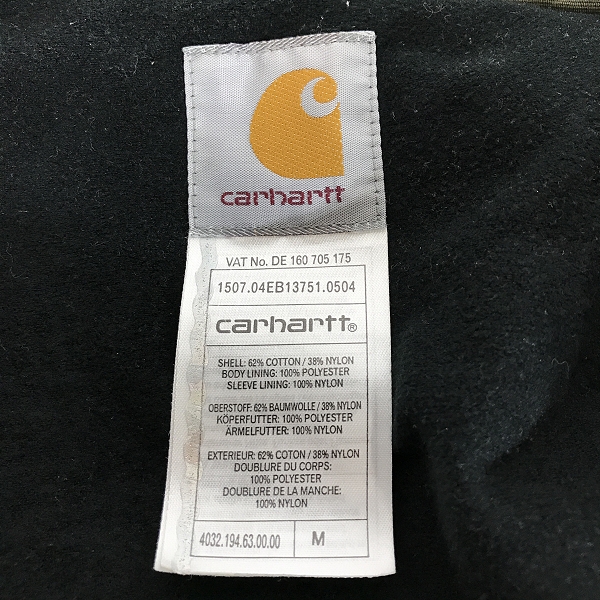 carhartt
VAT No. DE 160 705 175
1507.04EB13751.0504
carhartt®
SHELL: 62% COTTON / 38% NYLON
BODY LINING: 100% POLYESTER
SLEEVE LINING: 100% NYLON
OBERSTOFF: 62% BAUMWOLLE / 38% NYLON
KÖPERFUTTER: 100% POLYESTER
ÄRMELFUTTER: 100% NYLON
EXTERIEUR: 62% COTON / 38% NYLON
DOUBLURE DU CORPS:
100% POLYESTER
DOUBLURE DE LA MANCHE:
100% NYLON
4032.194.63.00.00 M